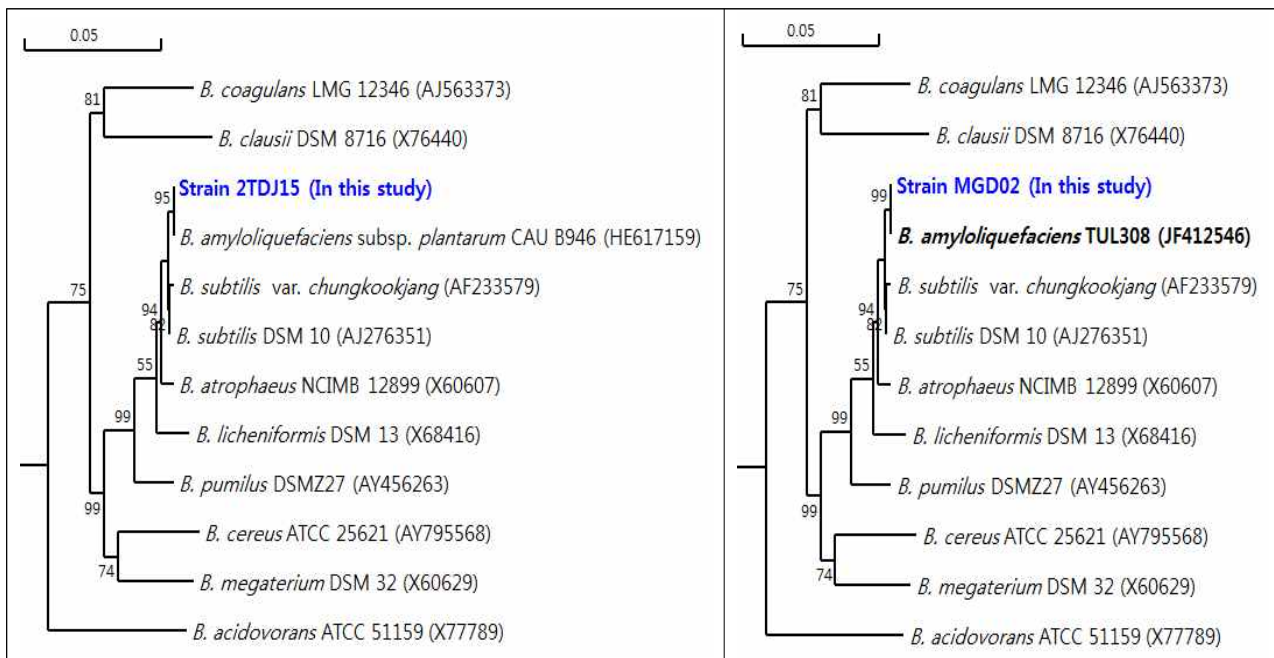 0.05
81
B. coagulans LMG 12346 (AJ563373)
B. clausii DSM 8716 (X76440)
Strain 2TDJ15 (In this study)
95
B. amyloliquefaciens subsp. plantarum CAU B946 (HE617159)
75
B. subtilis var. chungkookjang (AF233579)
94
82
B. subtilis DSM 10 (AJ276351)
55
B. atrophaeus NCIMB 12899 (X60607)
99
B. licheniformis DSM 13 (X68416)
B. pumilus DSMZ27 (AY456263)
99
B. cereus ATCC 25621 (AY795568)
74
B. megaterium DSM 32 (X60629)
B. acidovorans ATCC 51159 (X77789)
0.05
81
B. coagulans LMG 12346 (AJ563373)
B. clausii DSM 8716 (X76440)
Strain MGD02 (In this study)
99
B. amyloliquefaciens TUL308 (JF412546)
75
B. subtilis var. chungkookjang (AF233579)
94
82
B. subtilis DSM 10 (AJ276351)
55
B. atrophaeus NCIMB 12899 (X60607)
99
B. licheniformis DSM 13 (X68416)
B. pumilus DSMZ27 (AY456263)
99
B. cereus ATCC 25621 (AY795568)
74
B. megaterium DSM 32 (X60629)
B. acidovorans ATCC 51159 (X77789)